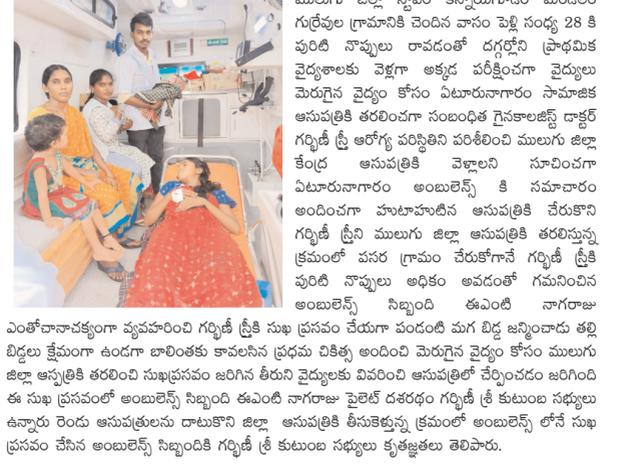 ములుగు జిల్లా స్టాపర్ కన్నాయిగూడెం మండలం
గుర్రేవుల గ్రామానికి చెందిన వాసం పెళ్లి సంధ్య 28 కి
పురిటి నొప్పులు రావడంతో దగ్గర్లోని ప్రాథమిక
వైద్యశాలకు వెళ్లగా అక్కడ పరీక్షించగా వైద్యులు
మెరుగైన వైద్యం కోసం ఏటూరునాగారం సామాజిక
ఆసుపత్రికి తరలించగా సంబంధిత గైనకాలజిస్ట్ డాక్టర్
గర్భిణీ స్త్రీ ఆరోగ్య పరిస్థితిని పరిశీలించి ములుగు జిల్లా
కేంద్ర ఆసుపత్రికి వెళ్లాలని సూచించగా
ఏటూరునాగారం అంబులెన్స్ కి సమాచారం
అందించగా హుటాహుటిన ఆసుపత్రికి చేరుకొని
గర్భిణీ స్త్రీని ములుగు జిల్లా ఆసుపత్రికి తరలిస్తున్న
క్రమంలో పసర గ్రామం చేరుకోగానే గర్భిణీ స్త్రీకి
పురిటి నొప్పులు అధికం అవడంతో గమనించిన
అంబులెన్స్ సిబ్బంది ఈఎంటి నాగరాజు
ఎంతోచానాచక్యంగా వ్యవహరించి గర్భిణీ స్త్రీకి సుఖ ప్రసవం చేయగా పండంటి మగ బిడ్డ జన్మించాడు తల్లి
బిడ్డలు క్షేమంగా ఉండగా బాలింతకు కావలసిన ప్రథమ చికిత్స అందించి మెరుగైన వైద్యం కోసం ములుగు
జిల్లా ఆస్పత్రికి తరలించి సుఖప్రసవం జరిగిన తీరుని వైద్యులకు వివరించి ఆసుపత్రిలో చేర్పించడం జరిగింది
ఈ సుఖ ప్రసవంలో అంబులెన్స్ సిబ్బంది ఈఎంటి నాగరాజు పైలెట్ దశరథం గర్భిణీ శ్రీ కుటుంబ సభ్యులు
ఉన్నారు రెండు ఆసుపత్రులను దాటుకొని జిల్లా ఆసుపత్రికి తీసుకెళ్తున్న క్రమంలో అంబులెన్స్ లోనే సుఖ
ప్రసవం చేసిన అంబులెన్స్ సిబ్బందికి గర్భిణీ శ్రీ కుటుంబ సభ్యులు కృతజ్ఞతలు తెలిపారు.